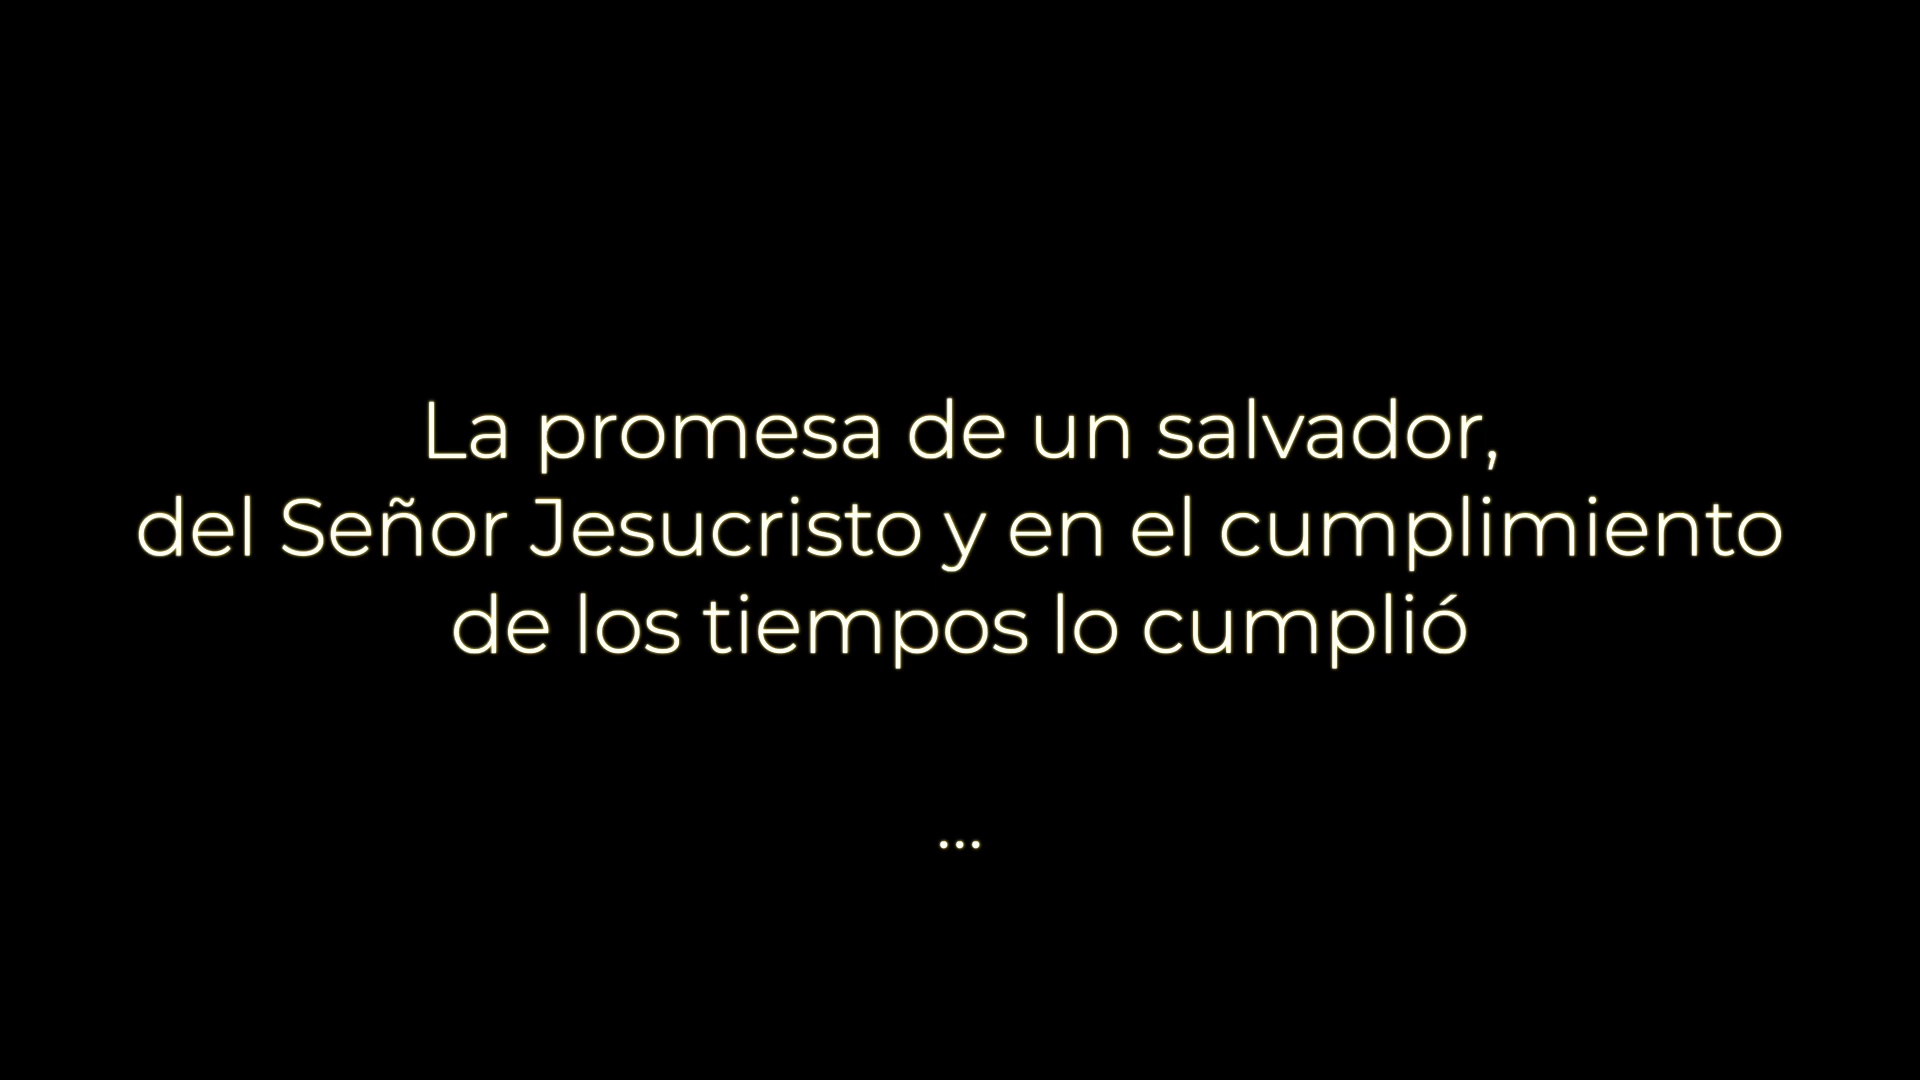 La promesa de un salvador,
del Señor Jesucristo y en el cumplimiento
de los tiempos lo cumplió
...